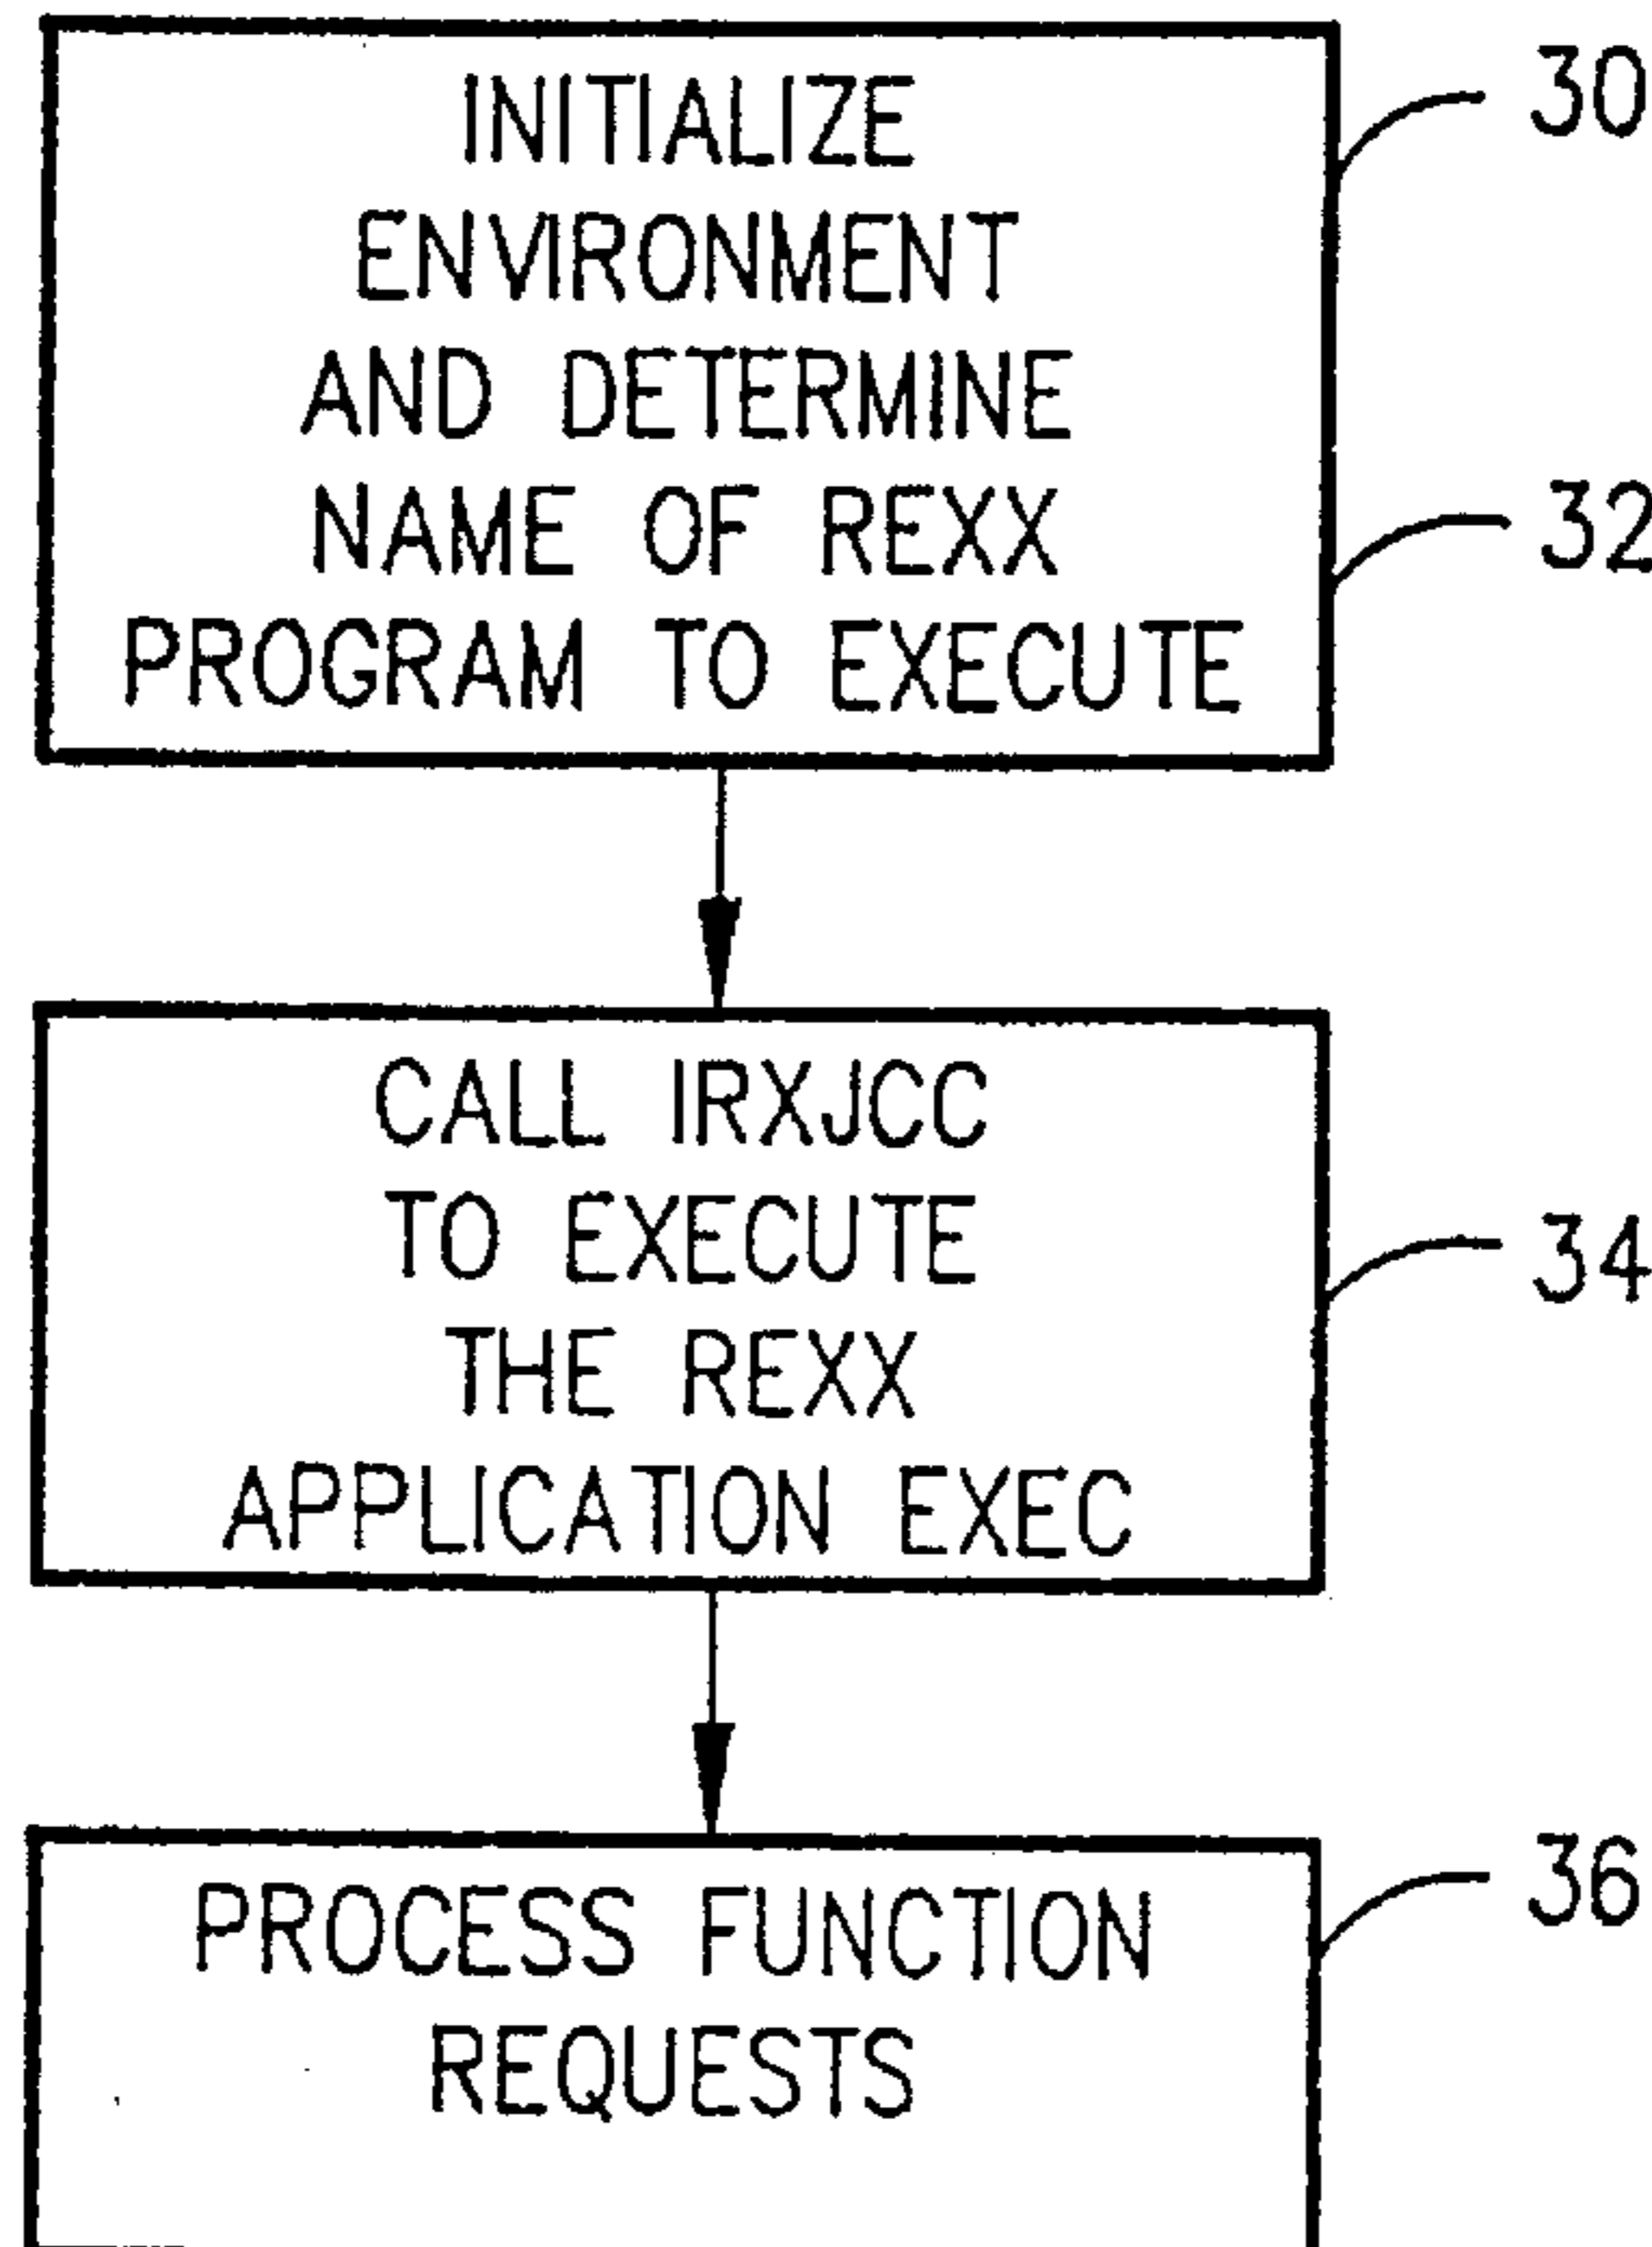 INITIALIZE
ENVIRONMENT
AND DETERMINE
NAME OF REXX
PROGRAM TO EXECUTE
30
32
CALL IRXJCC
TO EXECUTE
THE REXX
APPLICATION EXEC
34
PROCESS FUNCTION
REQUESTS
36